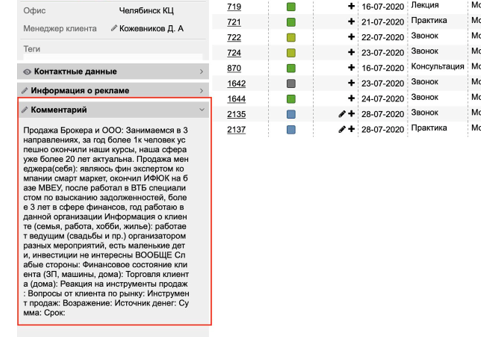 Офис Челябинск КЦ
Менеджер клиента Кожевников Д. А
Теги
Контактные данные
Информация о рекламе
Комментарий
Продажа Брокера и ООО: Занимаемся в 3
направлениях, за год более 1к человек ус
пешно окончили наши курсы, наша сфера
уже более 20 лет актуальна. Продажа мен
еджера(себя): являюсь фин экспертом ко
мпании смарт маркет, окончил ИФЮК на б
азе МВЕУ, после работал в ВТБ специали
стом по взысканию задолженностей, боле
е 3 лет в сфере финансов, год работаю в
данной организации Информация о клиен
те (семья, работа, хобби, жилье): работае
т ведущим (свадьбы и пр.) организатором
разных мероприятий, есть маленькие дет
и, инвестиции не интересны ВООБЩЕ Сл
абые стороны: Финансовое состояние кли
ента (ЗП, машины, дома): Торговля клиент
а (дома): Реакция на инструменты продаж
: Вопросы от клиента по рынку: Инструмен
т продаж: Возражение: Источник денег: Су
мма: Срок:
719 + 16-07-2020 Лекция Мо
721 + 21-07-2020 Практика Мо
722 + 22-07-2020 Звонок Мо
724 + 23-07-2020 Звонок Мо
870 + 16-07-2020 Консультация Мо
1642 + 23-07-2020 Звонок Мо
1644 + 24-07-2020 Звонок Мо
2135 + 28-07-2020 Звонок Мо
2137 + 28-07-2020 Практика Мо